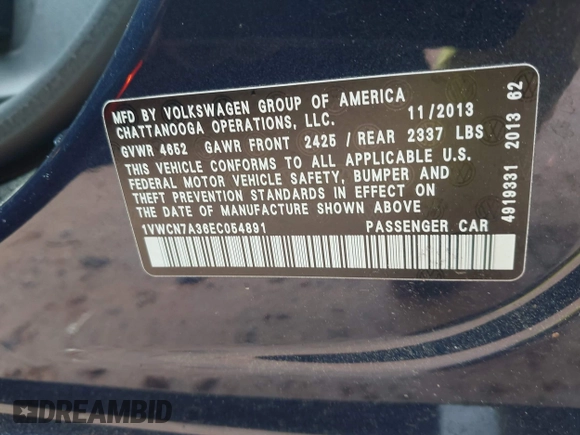 MFD BY VOLKSWAGEN GROUP OF AMERICA
CHATTANOOGA OPERATIONS, LLC. 11/2013
GVWR 4652 GAWR FRONT 2425 / REAR 2337 LBS
THIS VEHICLE CONFORMS TO ALL APPLICABLE U.S.
FEDERAL MOTOR VEHICLE SAFETY, BUMPER AND
THEFT PREVENTION STANDARDS IN EFFECT ON
THE DATE OF MANUFACTURE SHOWN ABOVE
1VWCN7A36EC054891 PASSENGER CAR
4919331 2013 62
DREAMBID